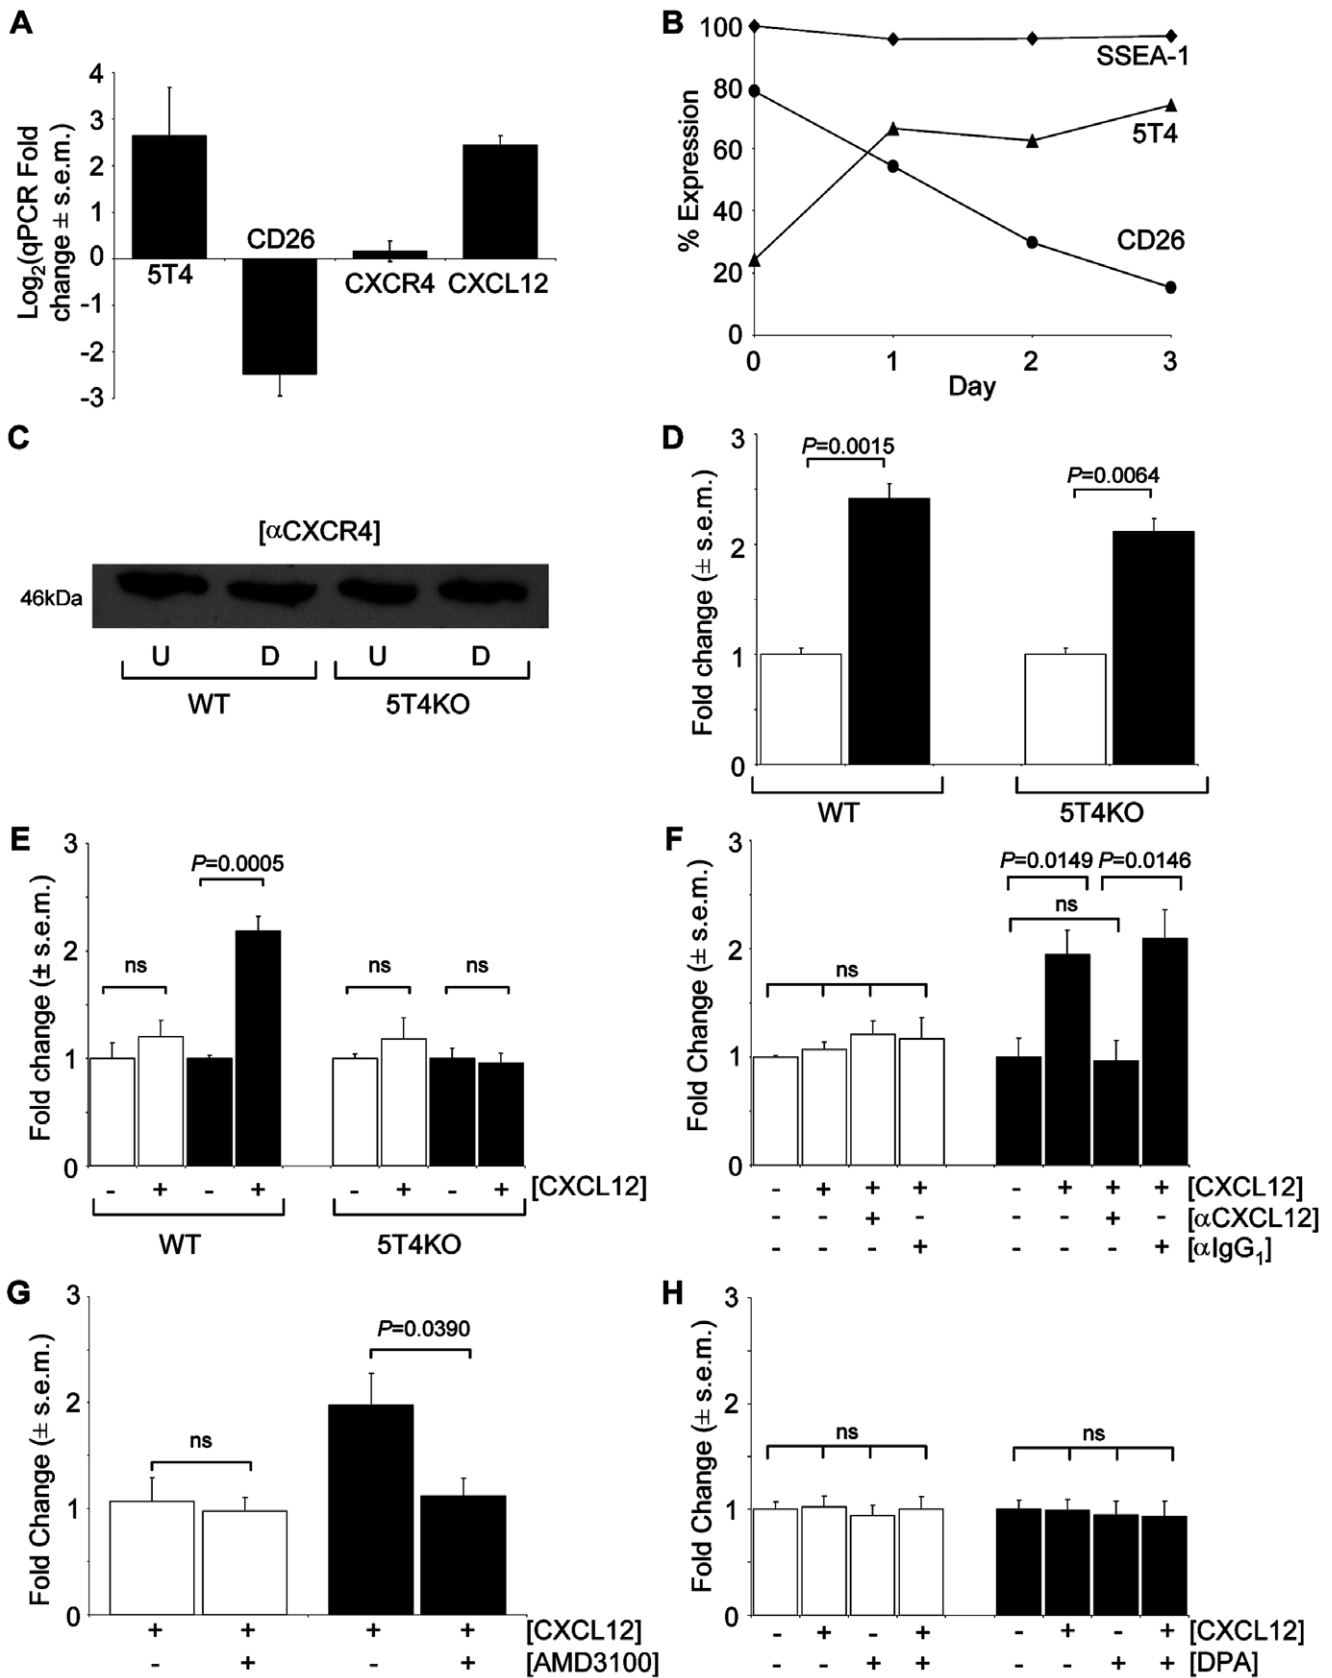 A
Log2(qPCR Fold
change ± s.e.m.)
4
3
2
1
0
-1
-2
-3
5T4
CD26
CXCR4
CXCL12
B
% Expression
100
80
60
40
20
0
SSEA-1
5T4
CD26
0 1 2 3
Day
C
[αCXCR4]
46kDa
U D U D
WT 5T4KO
D
Fold change (± s.e.m.)
3
2
1
0
P=0.0015
P=0.0064
WT 5T4KO
E
Fold change (± s.e.m.)
3
2
1
0
ns
P=0.0005
ns
ns
- + - + - + - + [CXCL12]
WT 5T4KO
F
Fold Change (± s.e.m.)
3
2
1
0
ns
P=0.0149 P=0.0146
ns
- + + + - + + + [CXCL12]
- - + - - - + - [αCXCL12]
- - - + - - - + [αIgG1]
G
Fold Change (± s.e.m.)
3
2
1
0
ns
P=0.0390
+ + + + [CXCL12]
- + - + [AMD3100]
H
Fold Change (± s.e.m.)
3
2
1
0
ns
ns
- + - + - + - + [CXCL12]
- - + + - - + + [DPA]